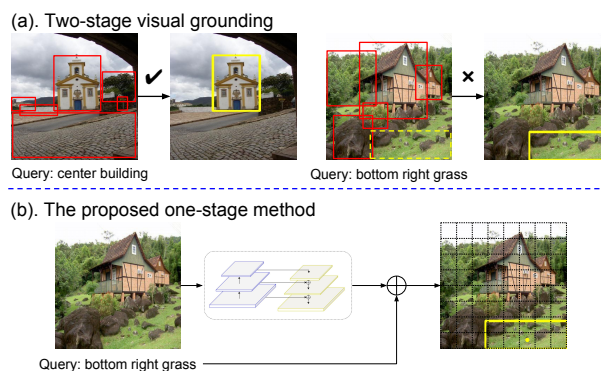 (a). Two-stage visual grounding
Query: center building
Query: bottom right grass
(b). The proposed one-stage method
Query: bottom right grass